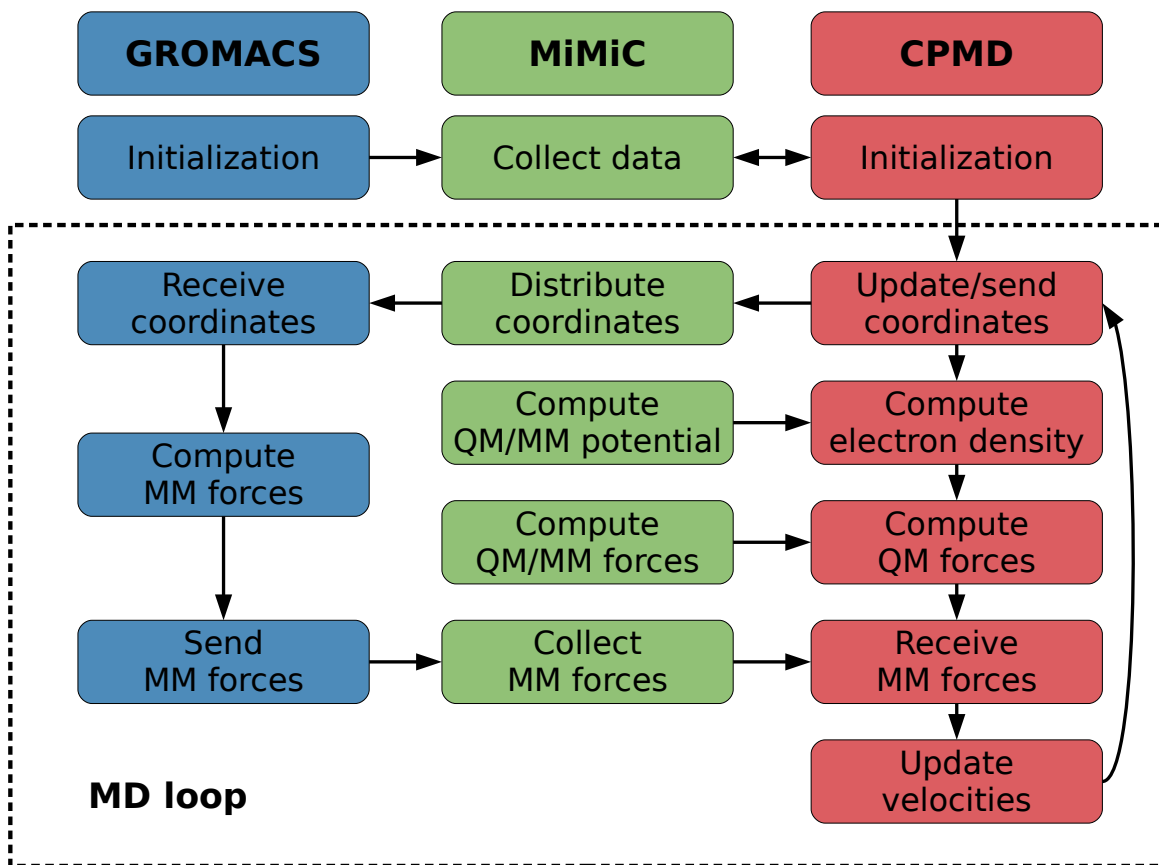 GROMACS
MiMiC
CPMD
Initialization
Collect data
Initialization
Receive
coordinates
Distribute
coordinates
Update/send
coordinates
Compute
QM/MM potential
Compute
electron density
Compute
MM forces
Compute
QM/MM forces
Compute
QM forces
Send
MM forces
Collect
MM forces
Receive
MM forces
Update
velocities
MD loop